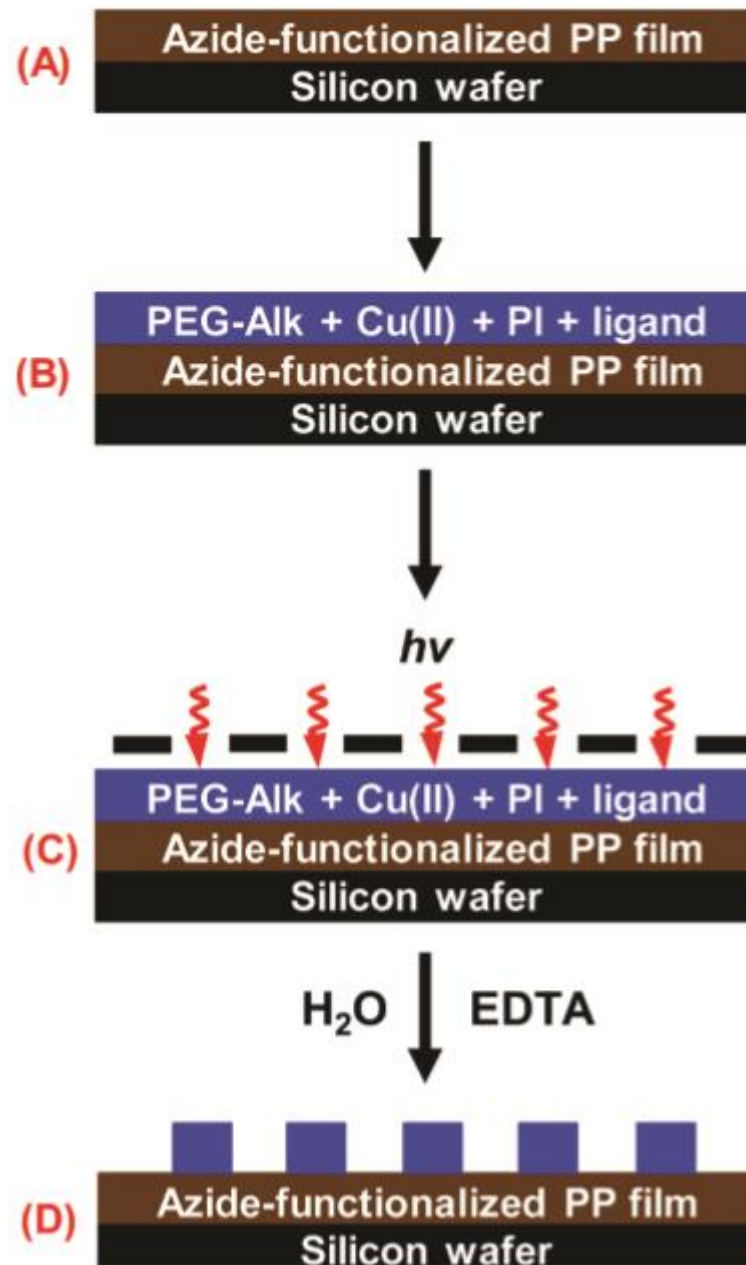 Azide-functionalized PP film
(A)
Silicon wafer
PEG-Alk + Cu(II) + PI + ligand
(B)
Azide-functionalized PP film
Silicon wafer
hν
PEG-Alk + Cu(II) + PI + ligand
(C)
Azide-functionalized PP film
Silicon wafer
H₂O EDTA
Azide-functionalized PP film
(D)
Silicon wafer